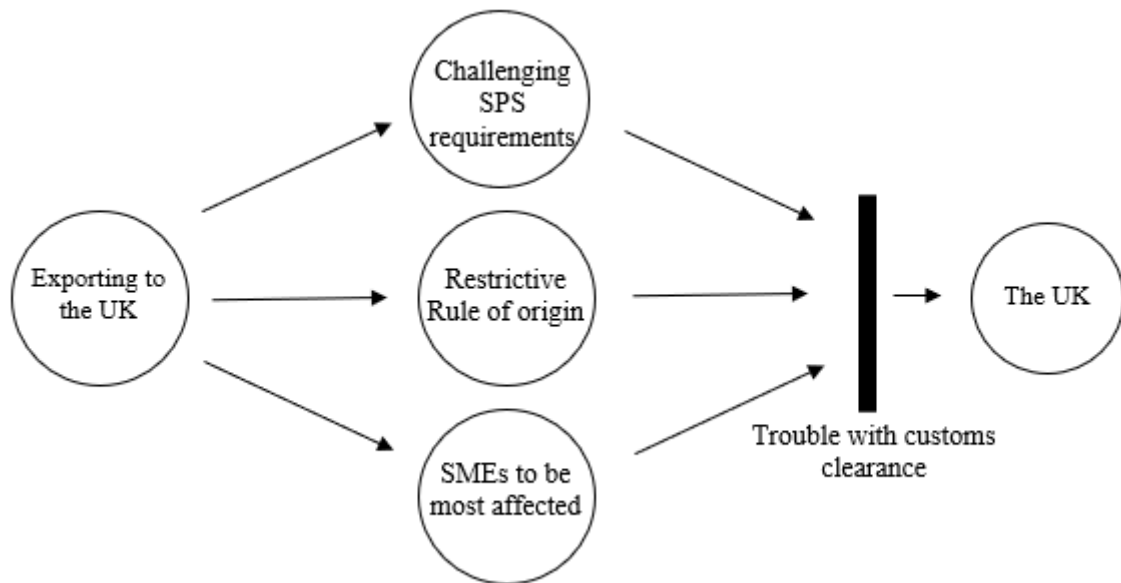 Challenging
SPS
requirements
Exporting to
the UK
Restrictive
Rule of origin
The UK
SMEs to be
most affected
Trouble with customs
clearance